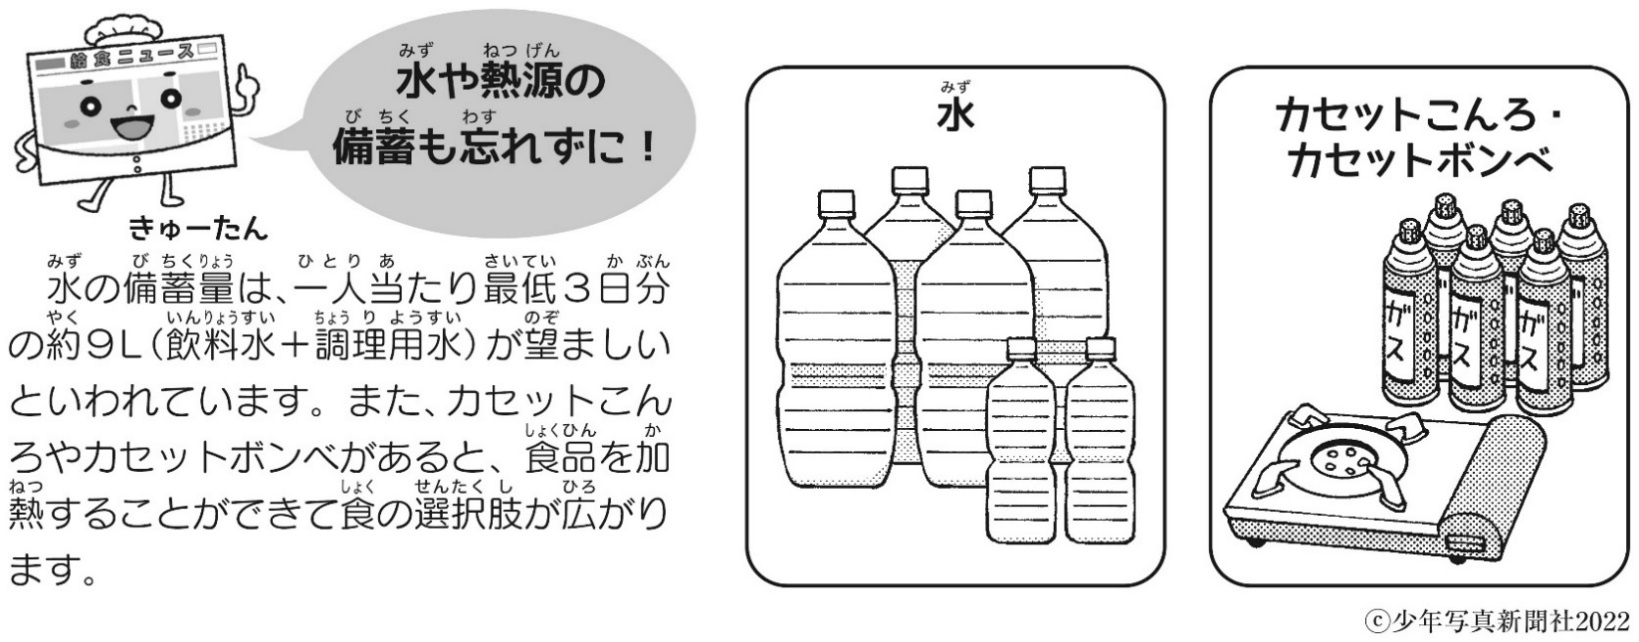 給食ニュース
水や熱源の
備蓄も忘れずに！
きゅーたん
水の備蓄量は、一人当たり最低3日分
の約9L（飲料水＋調理用水）が望ましい
といわれています。また、カセットこん
ろやカセットボンベがあると、食品を加
熱することができて食の選択肢が広がり
ます。
水
カセットこんろ・
カセットボンベ
ガス
ガス
ガス
©少年写真新聞社2022